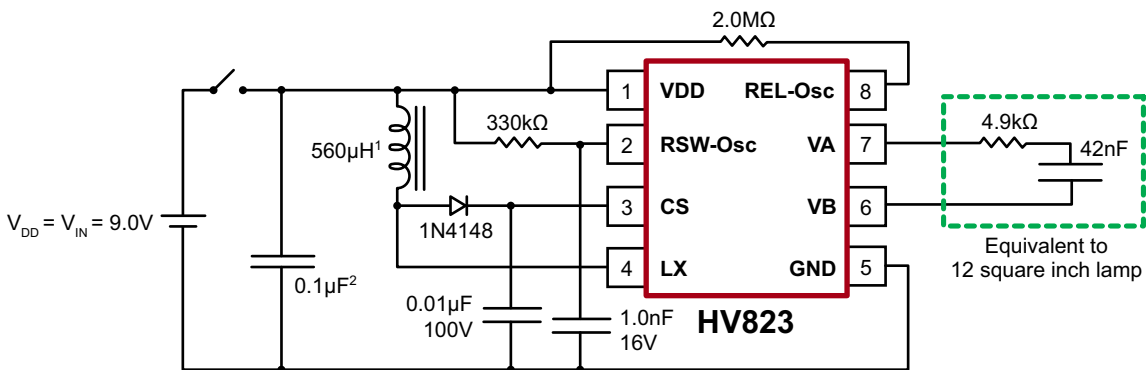 2.0MΩ
1 VDD REL-Osc 8
330kΩ
4.9kΩ
560µH¹
2 RSW-Osc VA 7
42nF
V_DD = V_IN = 9.0V
1N4148
3 CS VB 6
Equivalent to
12 square inch lamp
0.1µF²
4 LX GND 5
0.01µF
100V
1.0nF
16V
HV823